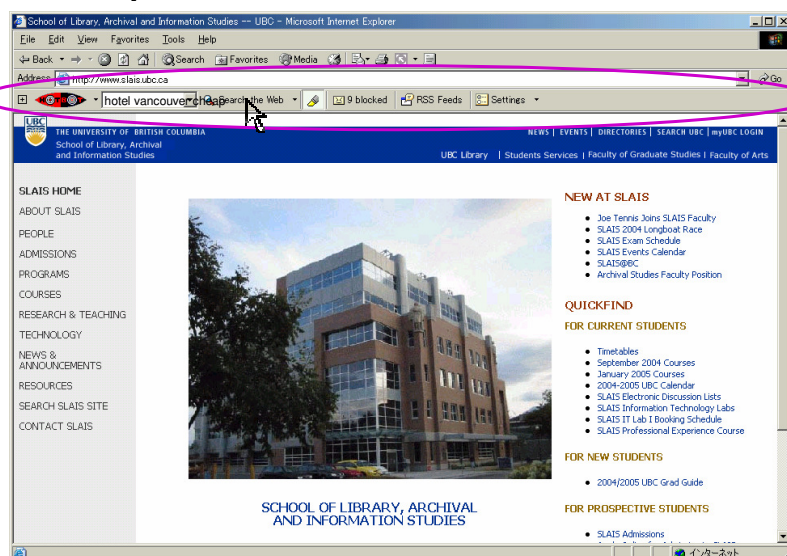 School of Library, Archival and Information Studies -- UBC - Microsoft Internet Explorer
File Edit View Favorites Tools Help
Back Search Favorites Media
Address http://www.slais.ubc.ca Go
hotel vancouver cheap Search the Web 9 blocked RSS Feeds Settings
UBC
THE UNIVERSITY OF BRITISH COLUMBIA
NEWS | EVENTS | DIRECTORIES | SEARCH UBC | myUBC LOGIN
School of Library, Archival
and Information Studies
UBC Library | Students Services | Faculty of Graduate Studies | Faculty of Arts
SLAIS HOME
ABOUT SLAIS
PEOPLE
ADMISSIONS
PROGRAMS
COURSES
RESEARCH & TEACHING
TECHNOLOGY
NEWS &
ANNOUNCEMENTS
RESOURCES
SEARCH SLAIS SITE
CONTACT SLAIS
SCHOOL OF LIBRARY, ARCHIVAL
AND INFORMATION STUDIES
NEW AT SLAIS
Joe Tennis Joins SLAIS Faculty
SLAIS 2004 Longboat Race
SLAIS Exam Schedule
SLAIS Events Calendar
SLAIS@BC
Archival Studies Faculty Position
QUICKFIND
FOR CURRENT STUDENTS
Timetables
September 2004 Courses
January 2005 Courses
2004-2005 UBC Calendar
SLAIS Electronic Discussion Lists
SLAIS Information Technology Labs
SLAIS IT Lab I Booking Schedule
SLAIS Professional Experience Course
FOR NEW STUDENTS
2004/2005 UBC Grad Guide
FOR PROSPECTIVE STUDENTS
SLAIS Admissions
インターネット